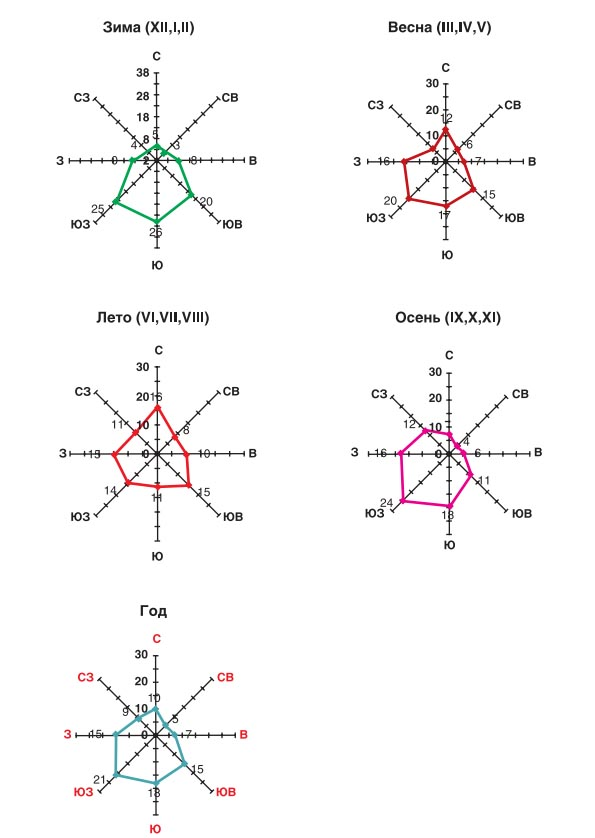 Зима (XII,I,II)
С
38
28
18
8
2
СЗ
СВ
З
В
ЮЗ
ЮВ
Ю
4
3
8
20
26
25
Весна (III,IV,V)
С
30
20
10
0
СЗ
СВ
З
В
ЮЗ
ЮВ
Ю
12
6
7
15
17
20
16
Лето (VI,VII,VIII)
С
30
20
10
0
СЗ
СВ
З
В
ЮЗ
ЮВ
Ю
16
8
10
15
11
14
15
11
Осень (IX,X,XI)
С
30
20
10
0
СЗ
СВ
З
В
ЮЗ
ЮВ
Ю
12
4
6
11
18
24
16
Год
С
30
20
10
0
СЗ
СВ
З
В
ЮЗ
ЮВ
Ю
10
9
5
7
15
18
21
15